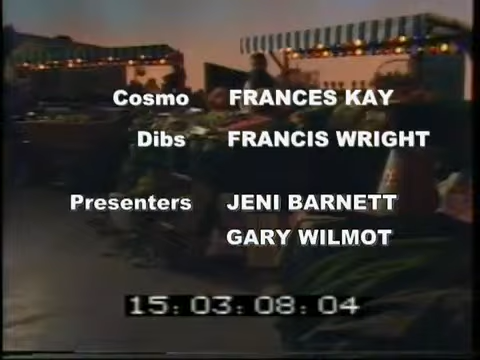 Cosmo FRANCES KAY
Dibs FRANCIS WRIGHT
Presenters JENI BARNETT
GARY WILMOT
15:03:08:04